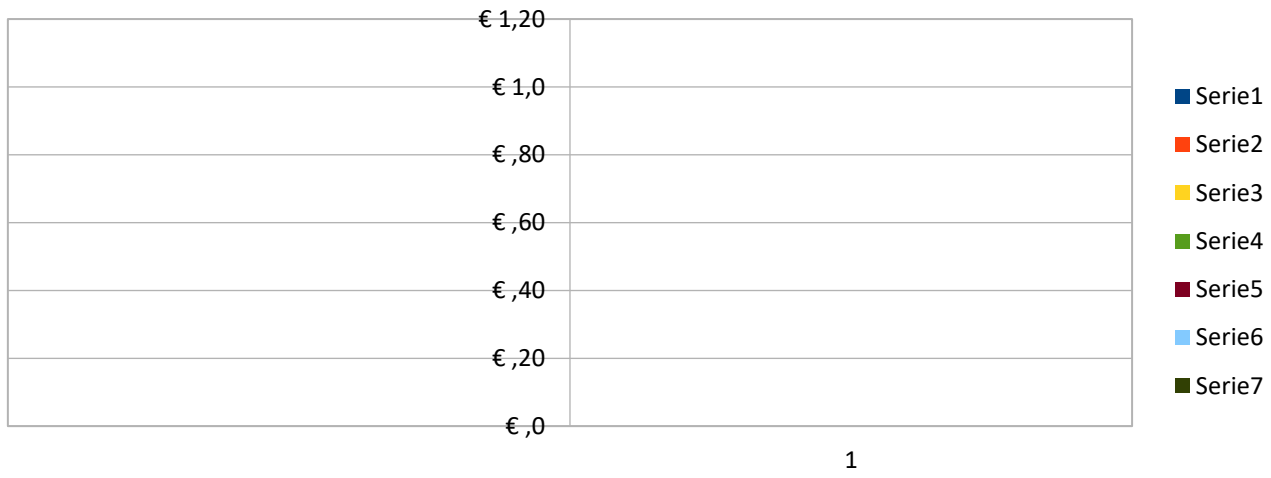 € 1,20
€ 1,0
€ ,80
€ ,60
€ ,40
€ ,20
€ ,0
1
Serie1
Serie2
Serie3
Serie4
Serie5
Serie6
Serie7